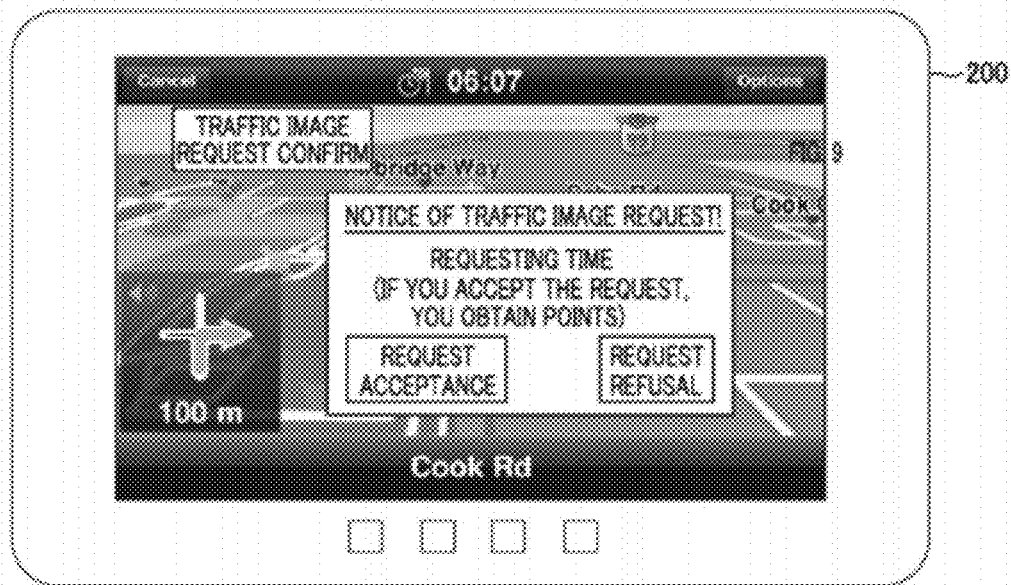 Cancel 06:07 Options
200
TRAFFIC IMAGE
REQUEST CONFIRM
FIG. 9
bridge Way
Cook
NOTICE OF TRAFFIC IMAGE REQUEST!
REQUESTING TIME
(IF YOU ACCEPT THE REQUEST,
YOU OBTAIN POINTS)
REQUEST
ACCEPTANCE
REQUEST
REFUSAL
100 m
Cook Rd